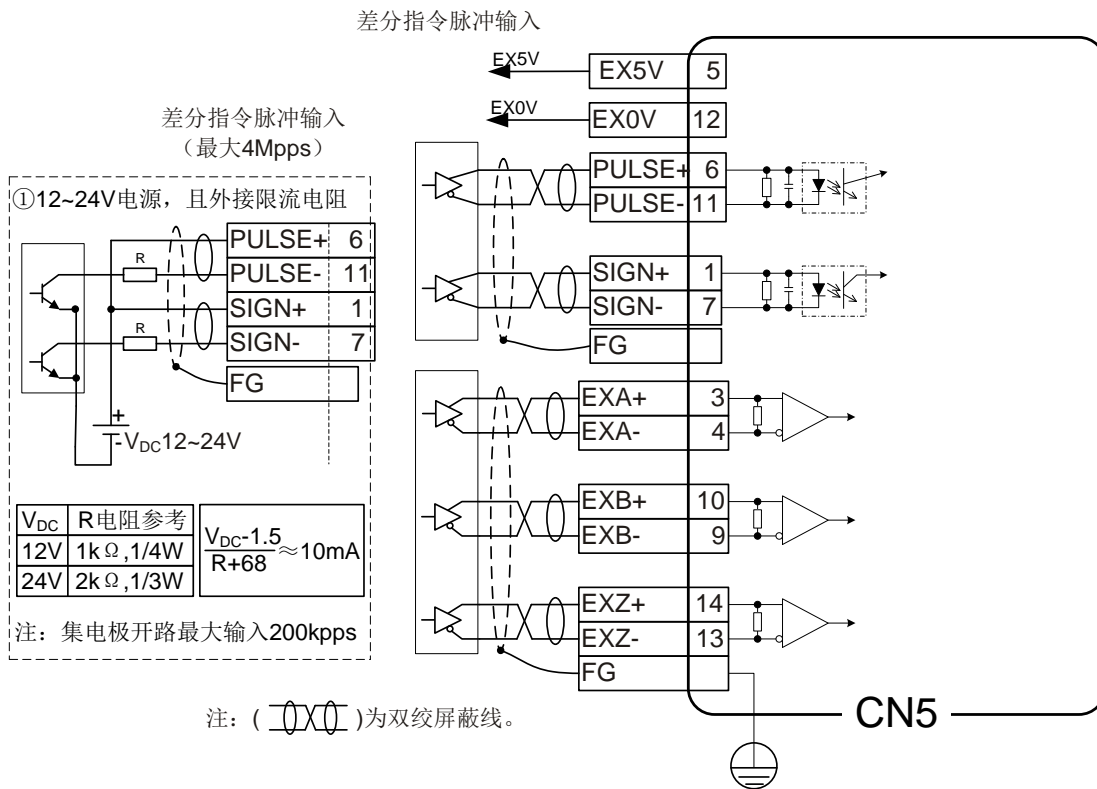 差分指令脉冲输入
EX5V
EX5V 5
EX0V
EX0V 12
PULSE+ 6
PULSE- 11
SIGN+ 1
SIGN- 7
FG
EXA+ 3
EXA- 4
EXB+ 10
EXB- 9
EXZ+ 14
EXZ- 13
FG
CN5
差分指令脉冲输入
（最大4Mpps）
①12~24V电源，且外接限流电阻
PULSE+ 6
R
PULSE- 11
SIGN+ 1
R
SIGN- 7
FG
+
-VDC12~24V
VDC R电阻参考
12V 1kΩ,1/4W
24V 2kΩ,1/3W
VDC-1.5
R+68
≈10mA
注：集电极开路最大输入200kpps
注：( )为双绞屏蔽线。